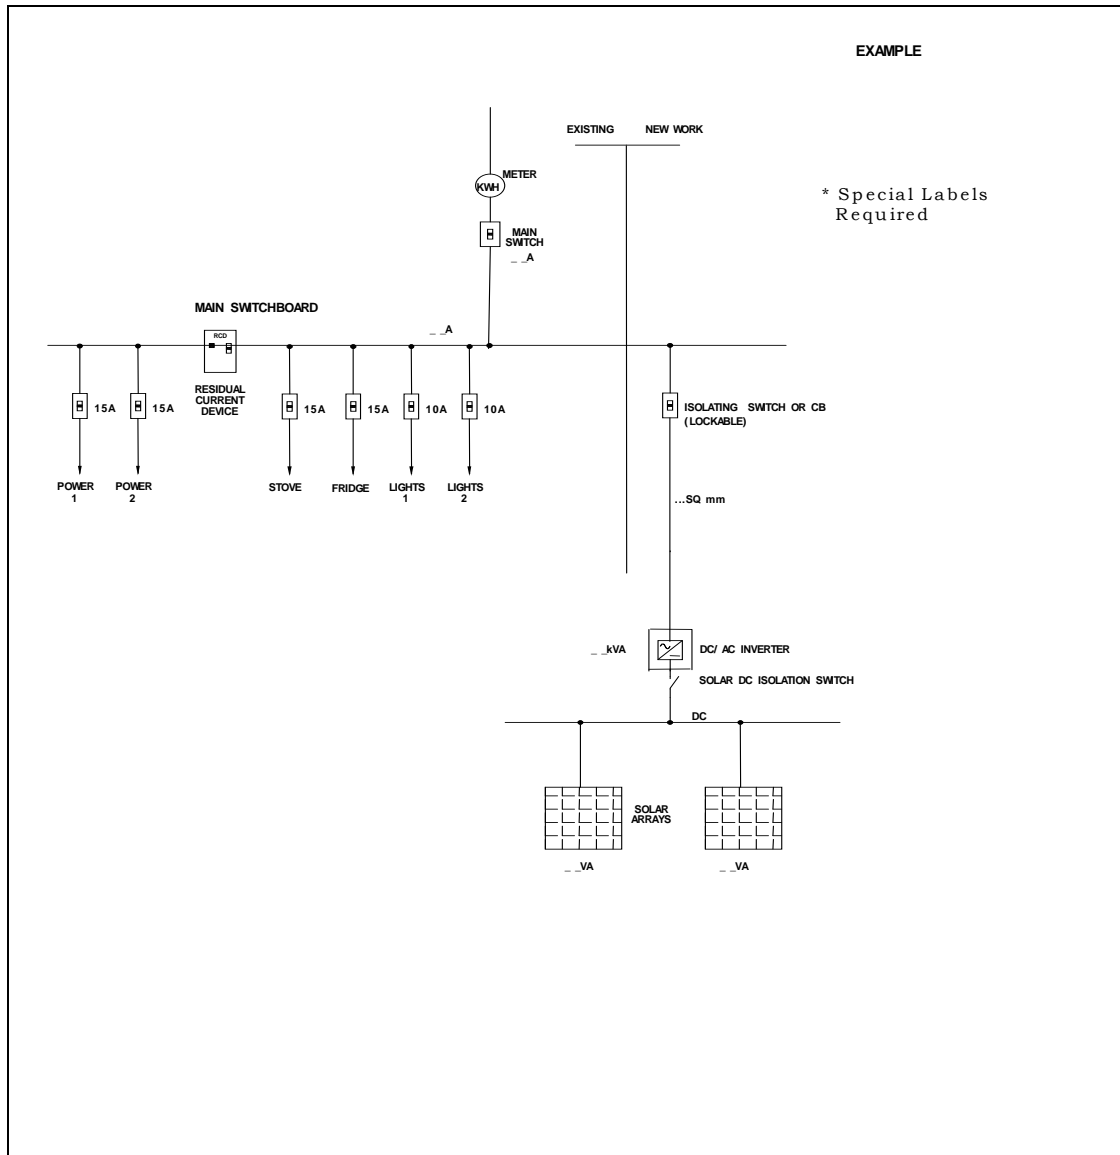 EXAMPLE
EXISTING NEW WORK
METER
KWH
* Special Labels
Required
MAIN
SWITCH
_ _A
MAIN SWITCHBOARD
_ _A
RCD
RESIDUAL
CURRENT
DEVICE
15A 15A 15A 15A 10A 10A
ISOLATING SWITCH OR CB
(LOCKABLE)
POWER
1
POWER
2
STOVE
FRIDGE
LIGHTS
1
LIGHTS
2
...SQ mm
_ _kVA
DC/ AC INVERTER
SOLAR DC ISOLATION SWITCH
DC
SOLAR
ARRAYS
_ _VA
_ _VA